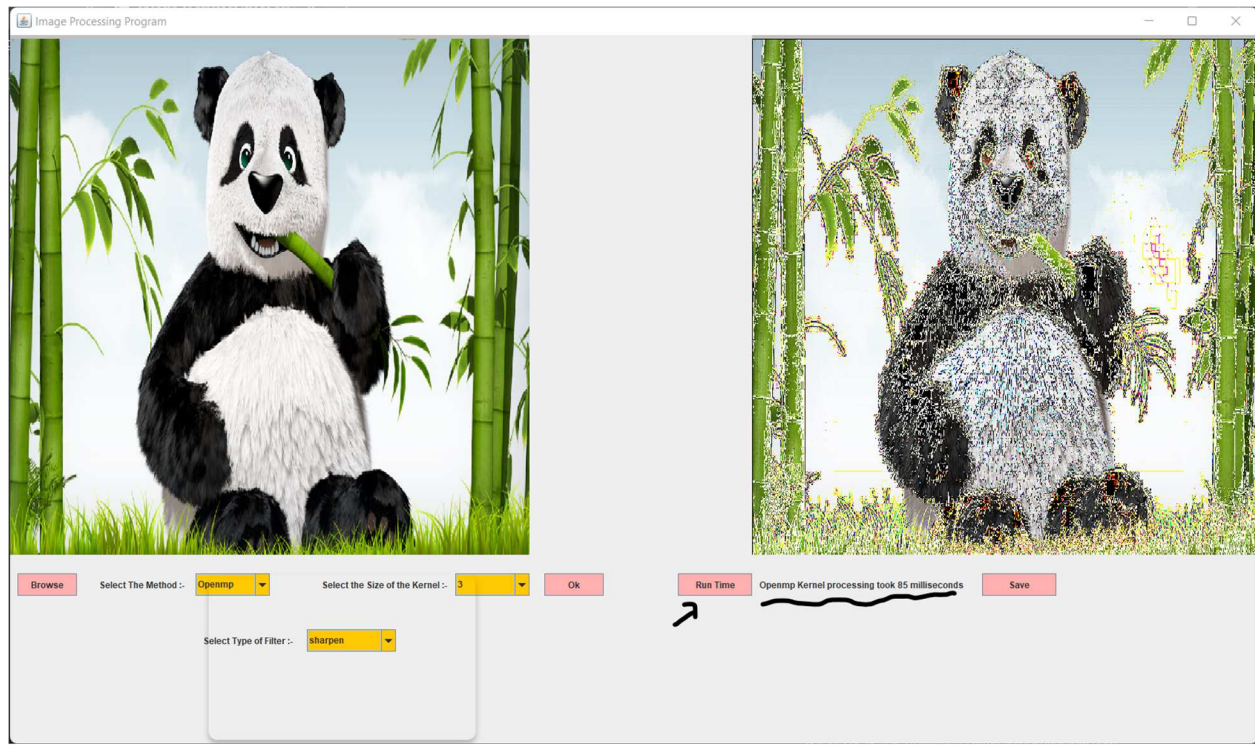 Image Processing Program
Browse Select The Method :- Openmp Select the Size of the Kernel :- 3 Ok Run Time Openmp Kernel processing took 85 milliseconds Save
Select Type of Filter :- sharpen